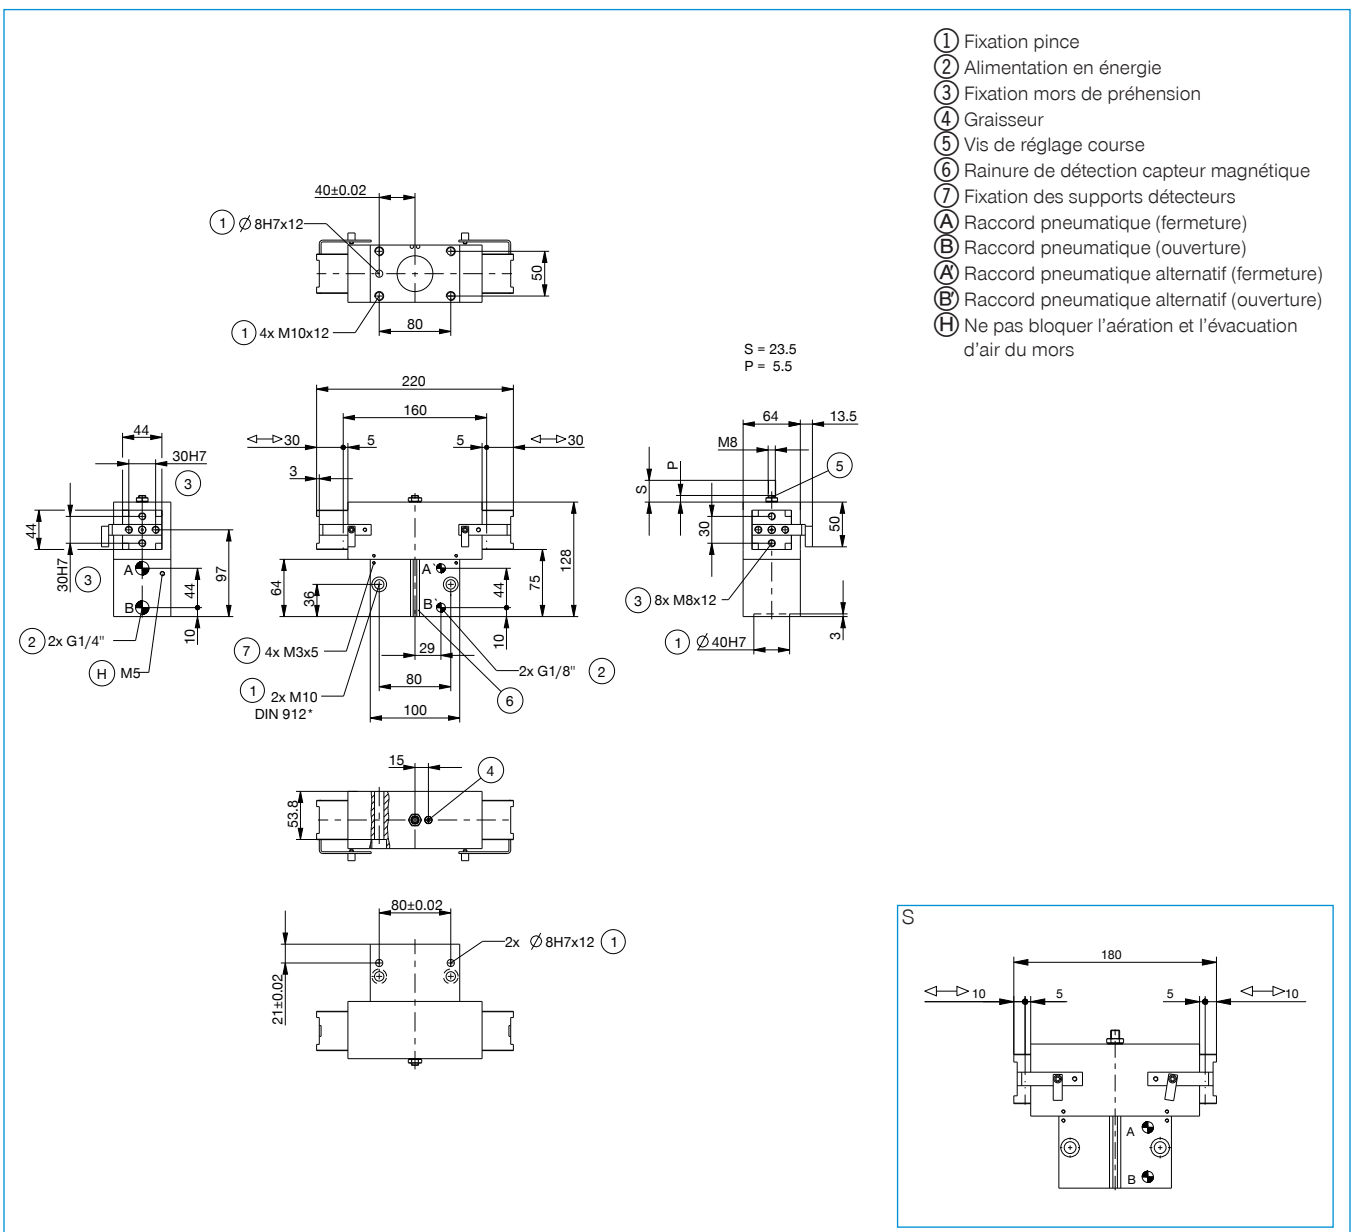 1 Fixation pince
2 Alimentation en énergie
3 Fixation mors de préhension
4 Graisseur
5 Vis de réglage course
6 Rainure de détection capteur magnétique
7 Fixation des supports détecteurs
A Raccord pneumatique (fermeture)
B Raccord pneumatique (ouverture)
A' Raccord pneumatique alternatif (fermeture)
B' Raccord pneumatique alternatif (ouverture)
H Ne pas bloquer l'aération et l'évacuation
d'air du mors
40±0.02
1 Ø 8H7x12
50
1 4x M10x12
80
S = 23.5
P = 5.5
44
30H7
3
44
30H7
3
A
B
97
44
10
2 2x G1/4"
H M5
220
160
30
5
5
30
3
64
36
A`
B`
44
10
75
128
7 4x M3x5
29
2x G1/8" 2
1 2x M10
DIN 912*
80
6
100
64
13.5
M8
P
S
5
30
50
3 8x M8x12
1 Ø 40H7
3
15
4
53.8
80±0.02
2x Ø 8H7x12 1
21±0.02
S
180
10
5
5
10
A
B